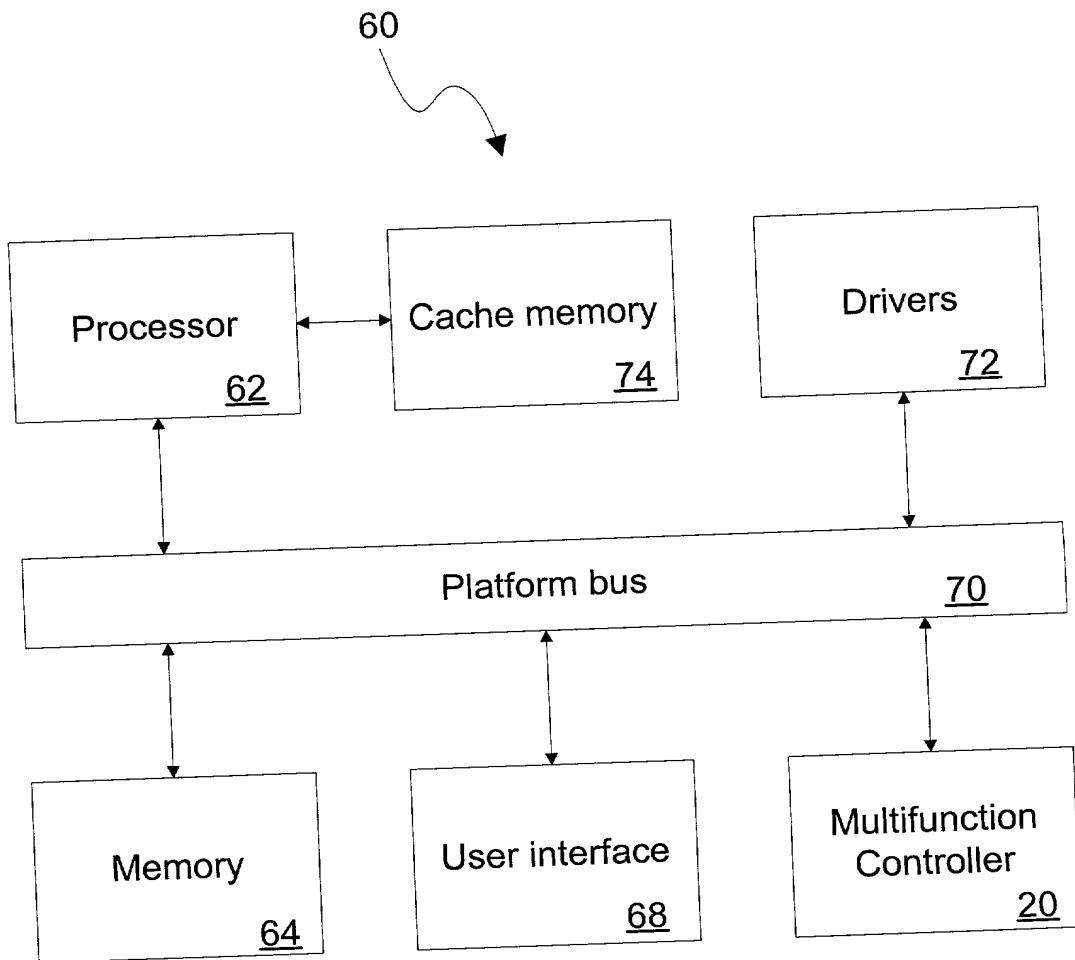 60
Processor
62
Cache memory
74
Drivers
72
Platform bus
70
Memory
64
User interface
68
Multifunction
Controller
20